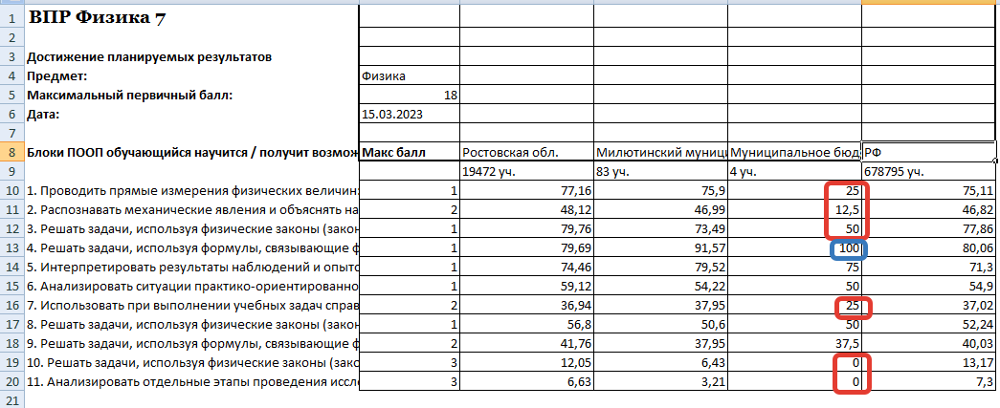 1 ВПР Физика 7
2
3 Достижение планируемых результатов
4 Предмет: Физика
5 Максимальный первичный балл: 18
6 Дата: 15.03.2023
7
8 Блоки ПООП обучающийся научится / получит возмож Макс балл Ростовская обл. Милютинский муници Муниципальное бюд РФ
9 19472 уч. 83 уч. 4 уч. 678795 уч.
10 1. Проводить прямые измерения физических величин: 1 77,16 75,9 25 75,11
11 2. Распознавать механические явления и объяснять на 2 48,12 46,99 12,5 46,82
12 3. Решать задачи, используя физические законы (закон 1 79,76 73,49 50 77,86
13 4. Решать задачи, используя формулы, связывающие ф 1 79,69 91,57 100 80,06
14 5. Интерпретировать результаты наблюдений и опыто 1 74,46 79,52 75 71,3
15 6. Анализировать ситуации практико-ориентированно 1 59,12 54,22 50 54,9
16 7. Использовать при выполнении учебных задач справ 2 36,94 37,95 25 37,02
17 8. Решать задачи, используя физические законы (закон 1 56,8 50,6 50 52,24
18 9. Решать задачи, используя формулы, связывающие ф 2 41,76 37,95 37,5 40,03
19 10. Решать задачи, используя физические законы (зако 3 12,05 6,43 0 13,17
20 11. Анализировать отдельные этапы проведения иссле 3 6,63 3,21 0 7,3
21